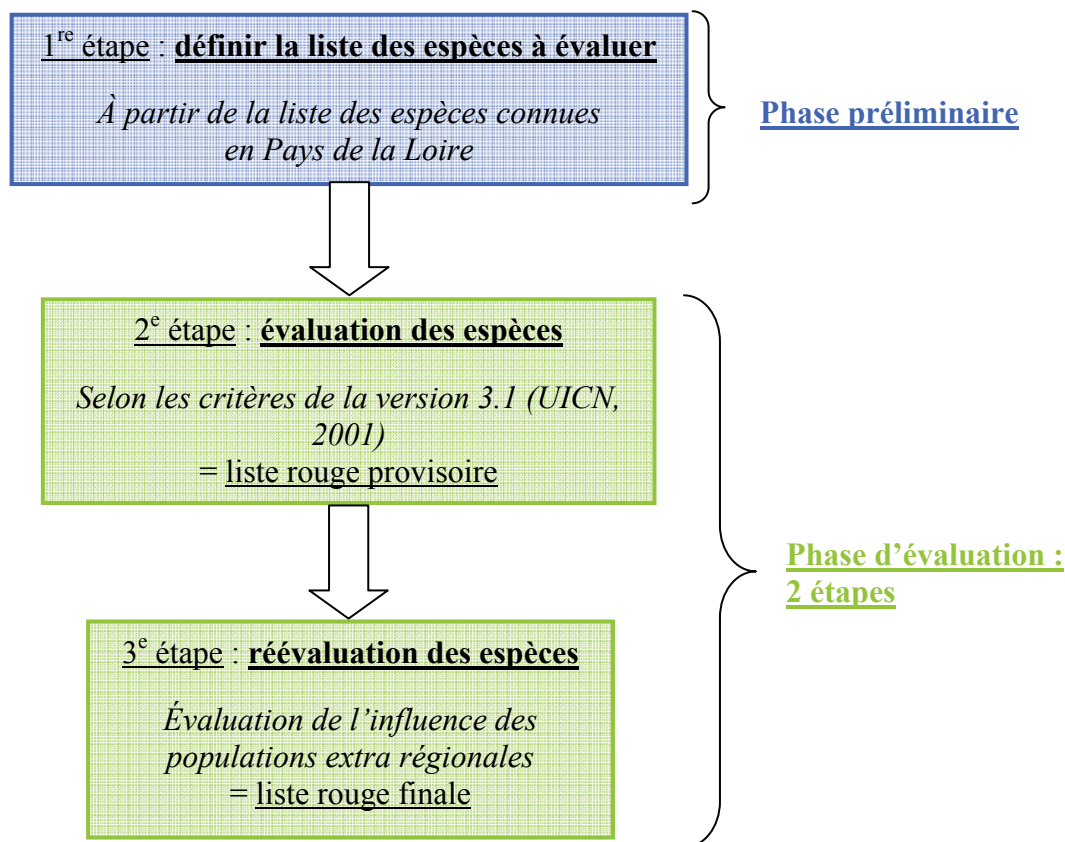 1re étape : définir la liste des espèces à évaluer
À partir de la liste des espèces connues
en Pays de la Loire
Phase préliminaire
2e étape : évaluation des espèces
Selon les critères de la version 3.1 (UICN,
2001)
= liste rouge provisoire
Phase d’évaluation :
2 étapes
3e étape : réévaluation des espèces
Évaluation de l’influence des
populations extra régionales
= liste rouge finale